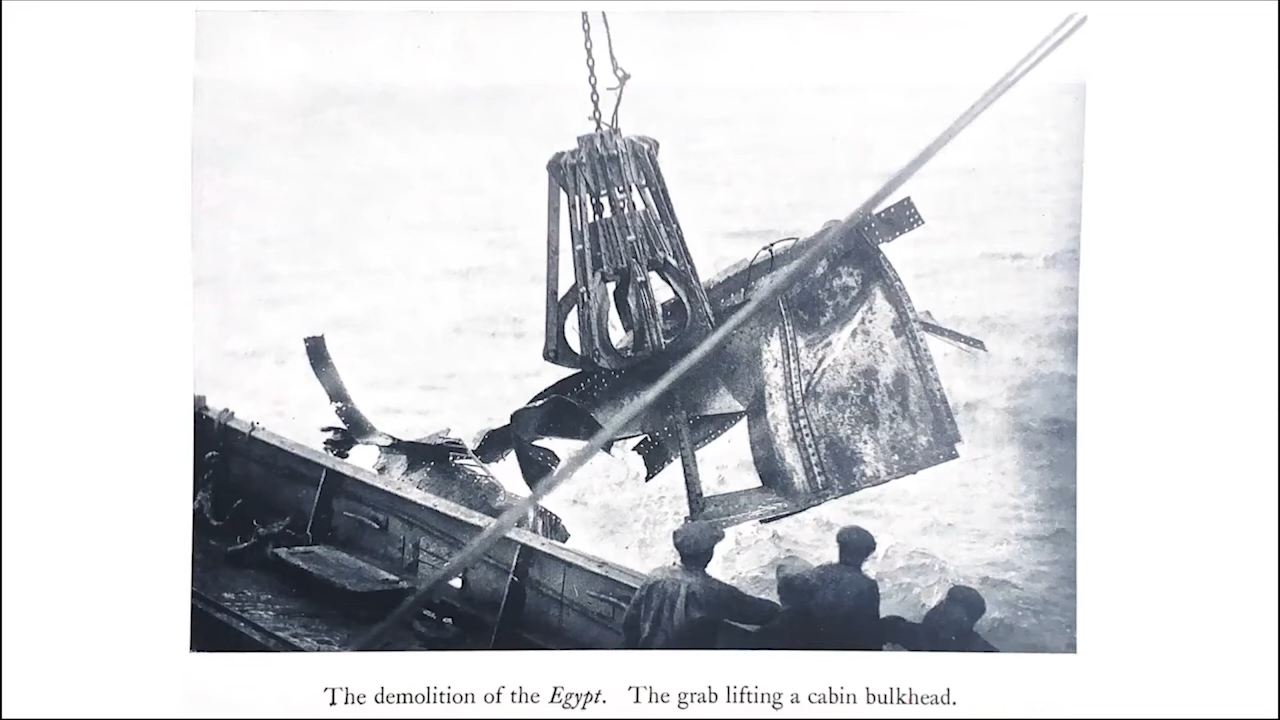 The demolition of the Egypt. The grab lifting a cabin bulkhead.